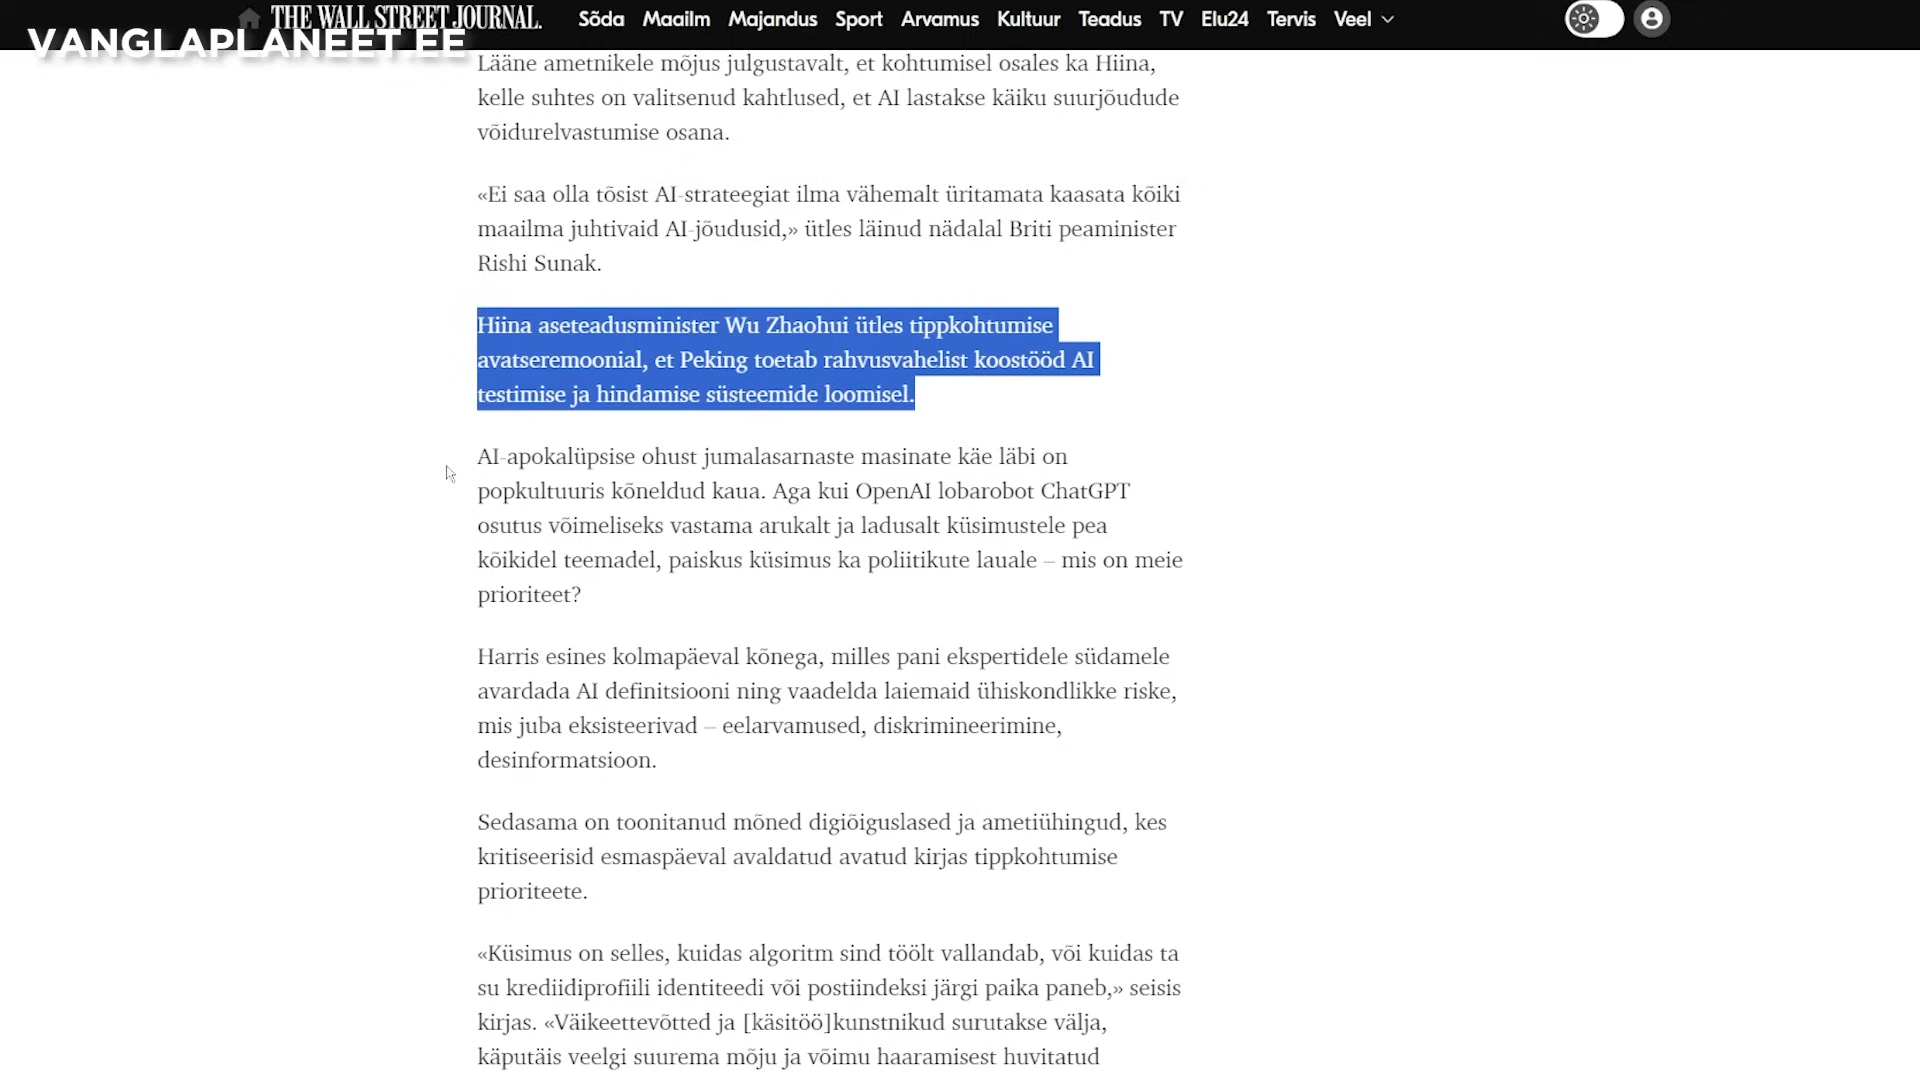 THE WALL STREET JOURNAL. Sõda Maailm Majandus Sport Arvamus Kultuur Teadus TV Elu24 Tervis Veel
VANGLAPLANEET.EE
Lääne ametnikele mõjus julgustavalt, et kohtumisel osales ka Hiina,
kelle suhtes on valitsenud kahtlused, et AI lastakse käiku suurjõudude
võidurelvastumise osana.
«Ei saa olla tõsist AI-strateegiat ilma vähemalt üritamata kaasata kõiki
maailma juhtivaid AI-jõudusid,» ütles läinud nädalal Briti peaminister
Rishi Sunak.
Hiina aseteadusminister Wu Zhaohui ütles tippkohtumise
avatseremoonial, et Peking toetab rahvusvahelist koostööd AI
testimise ja hindamise süsteemide loomisel.
AI-apokalüpsise ohust jumalasarnaste masinate käe läbi on
popkultuuris kõneldud kaua. Aga kui OpenAI lobarobot ChatGPT
osutus võimeliseks vastama arukalt ja ladusalt küsimustele pea
kõikidel teemadel, paiskus küsimus ka poliitikute lauale – mis on meie
prioriteet?
Harris esines kolmapäeval kõnega, milles pani ekspertidele südamele
avardada AI definitsiooni ning vaadelda laiemaid ühiskondlikke riske,
mis juba eksisteerivad – eelarvamused, diskrimineerimine,
desinformatsioon.
Sedasama on toonitanud mõned digiõiguslased ja ametiühingud, kes
kritiseerisid esmaspäeval avaldatud avatud kirjas tippkohtumise
prioriteete.
«Küsimus on selles, kuidas algoritm sind töölt vallandab, või kuidas ta
su krediidiprofiili identiteedi või postiindeksi järgi paika paneb,» seisis
kirjas. «Väikeettevõtted ja [käsitöö]kunstnikud surutakse välja,
käputäis veelgi suurema mõju ja võimu haaramisest huvitatud